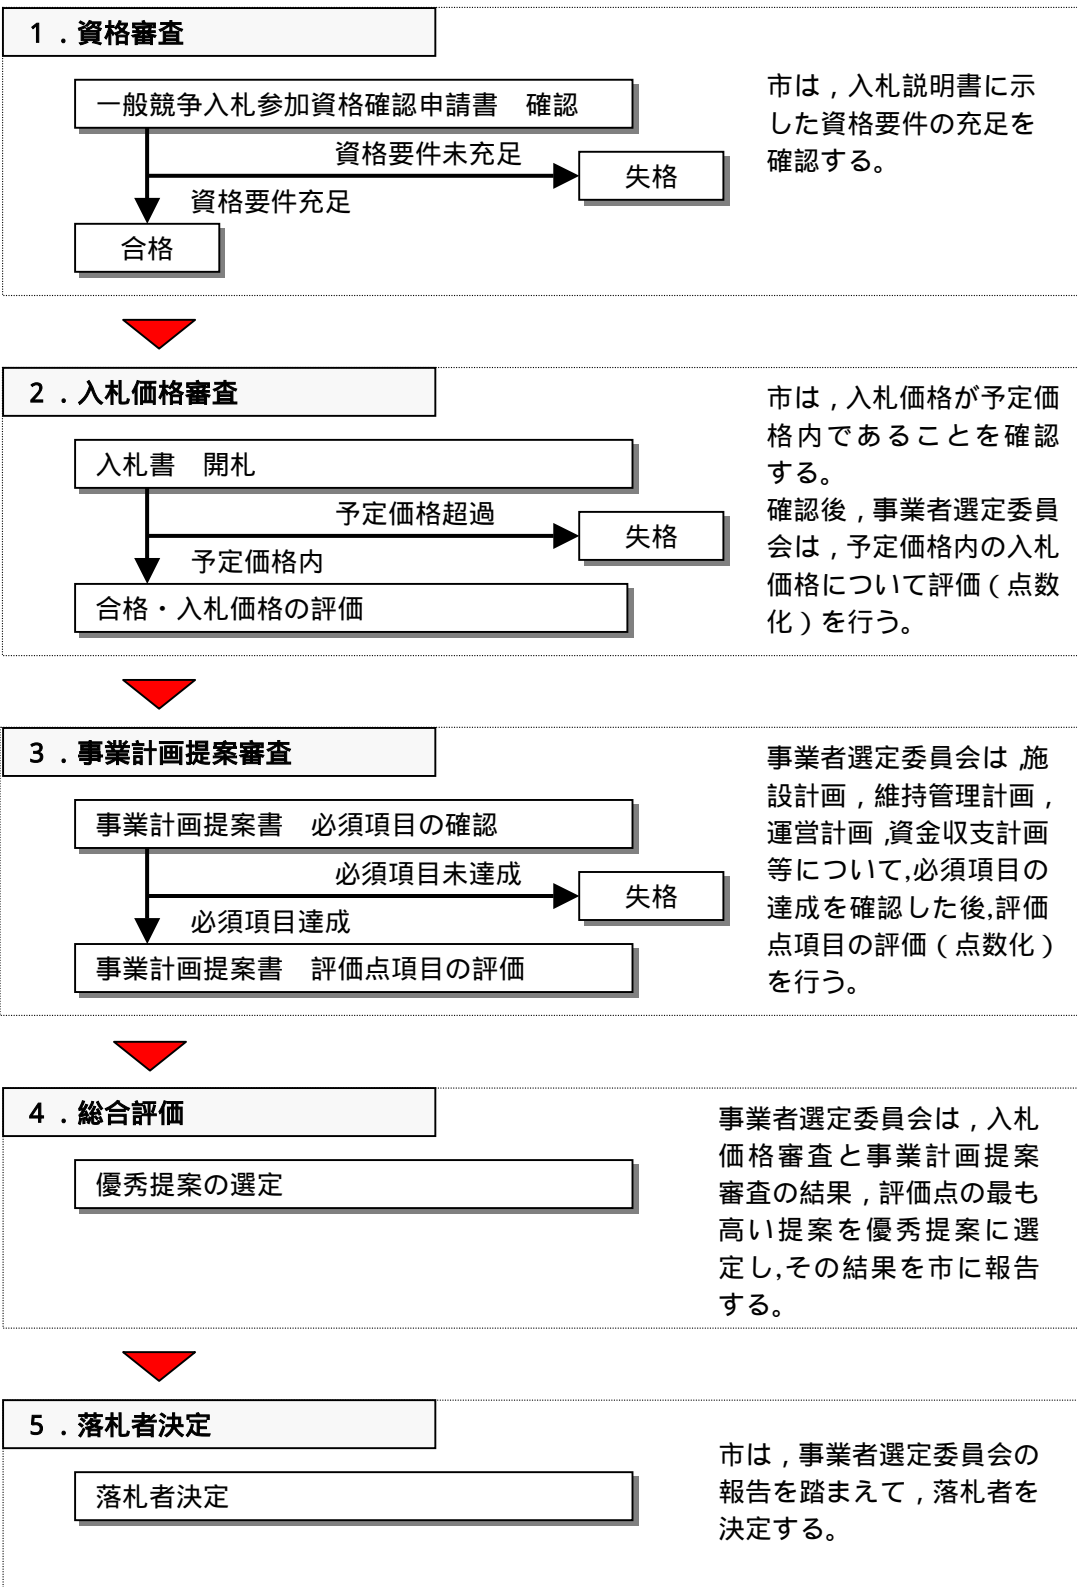 １．資格審査
一般競争入札参加資格確認申請書　確認
資格要件未充足
失格
資格要件充足
合格
市は，入札説明書に示
した資格要件の充足を
確認する。
２．入札価格審査
入札書　開札
予定価格超過
失格
予定価格内
合格・入札価格の評価
市は，入札価格が予定価
格内であることを確認
する。
確認後，事業者選定委員
会は，予定価格内の入札
価格について評価（点数
化）を行う。
３．事業計画提案審査
事業計画提案書　必須項目の確認
必須項目未達成
失格
必須項目達成
事業計画提案書　評価点項目の評価
事業者選定委員会は，施
設計画，維持管理計画，
運営計画，資金収支計画
等について，必須項目の
達成を確認した後，評価
点項目の評価（点数化）
を行う。
４．総合評価
優秀提案の選定
事業者選定委員会は，入札
価格審査と事業計画提案
審査の結果，評価点の最も
高い提案を優秀提案に選
定し，その結果を市に報告
する。
５．落札者決定
落札者決定
市は，事業者選定委員会の
報告を踏まえて，落札者を
決定する。